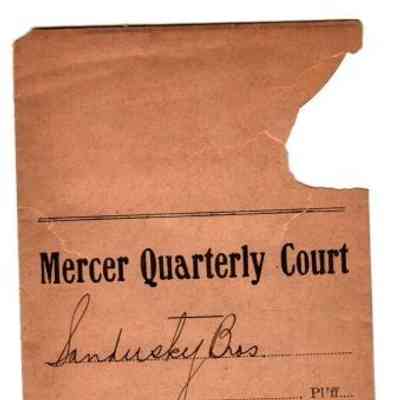 Mercer Quarterly Court
Sandusky Bros.
Pl'ff